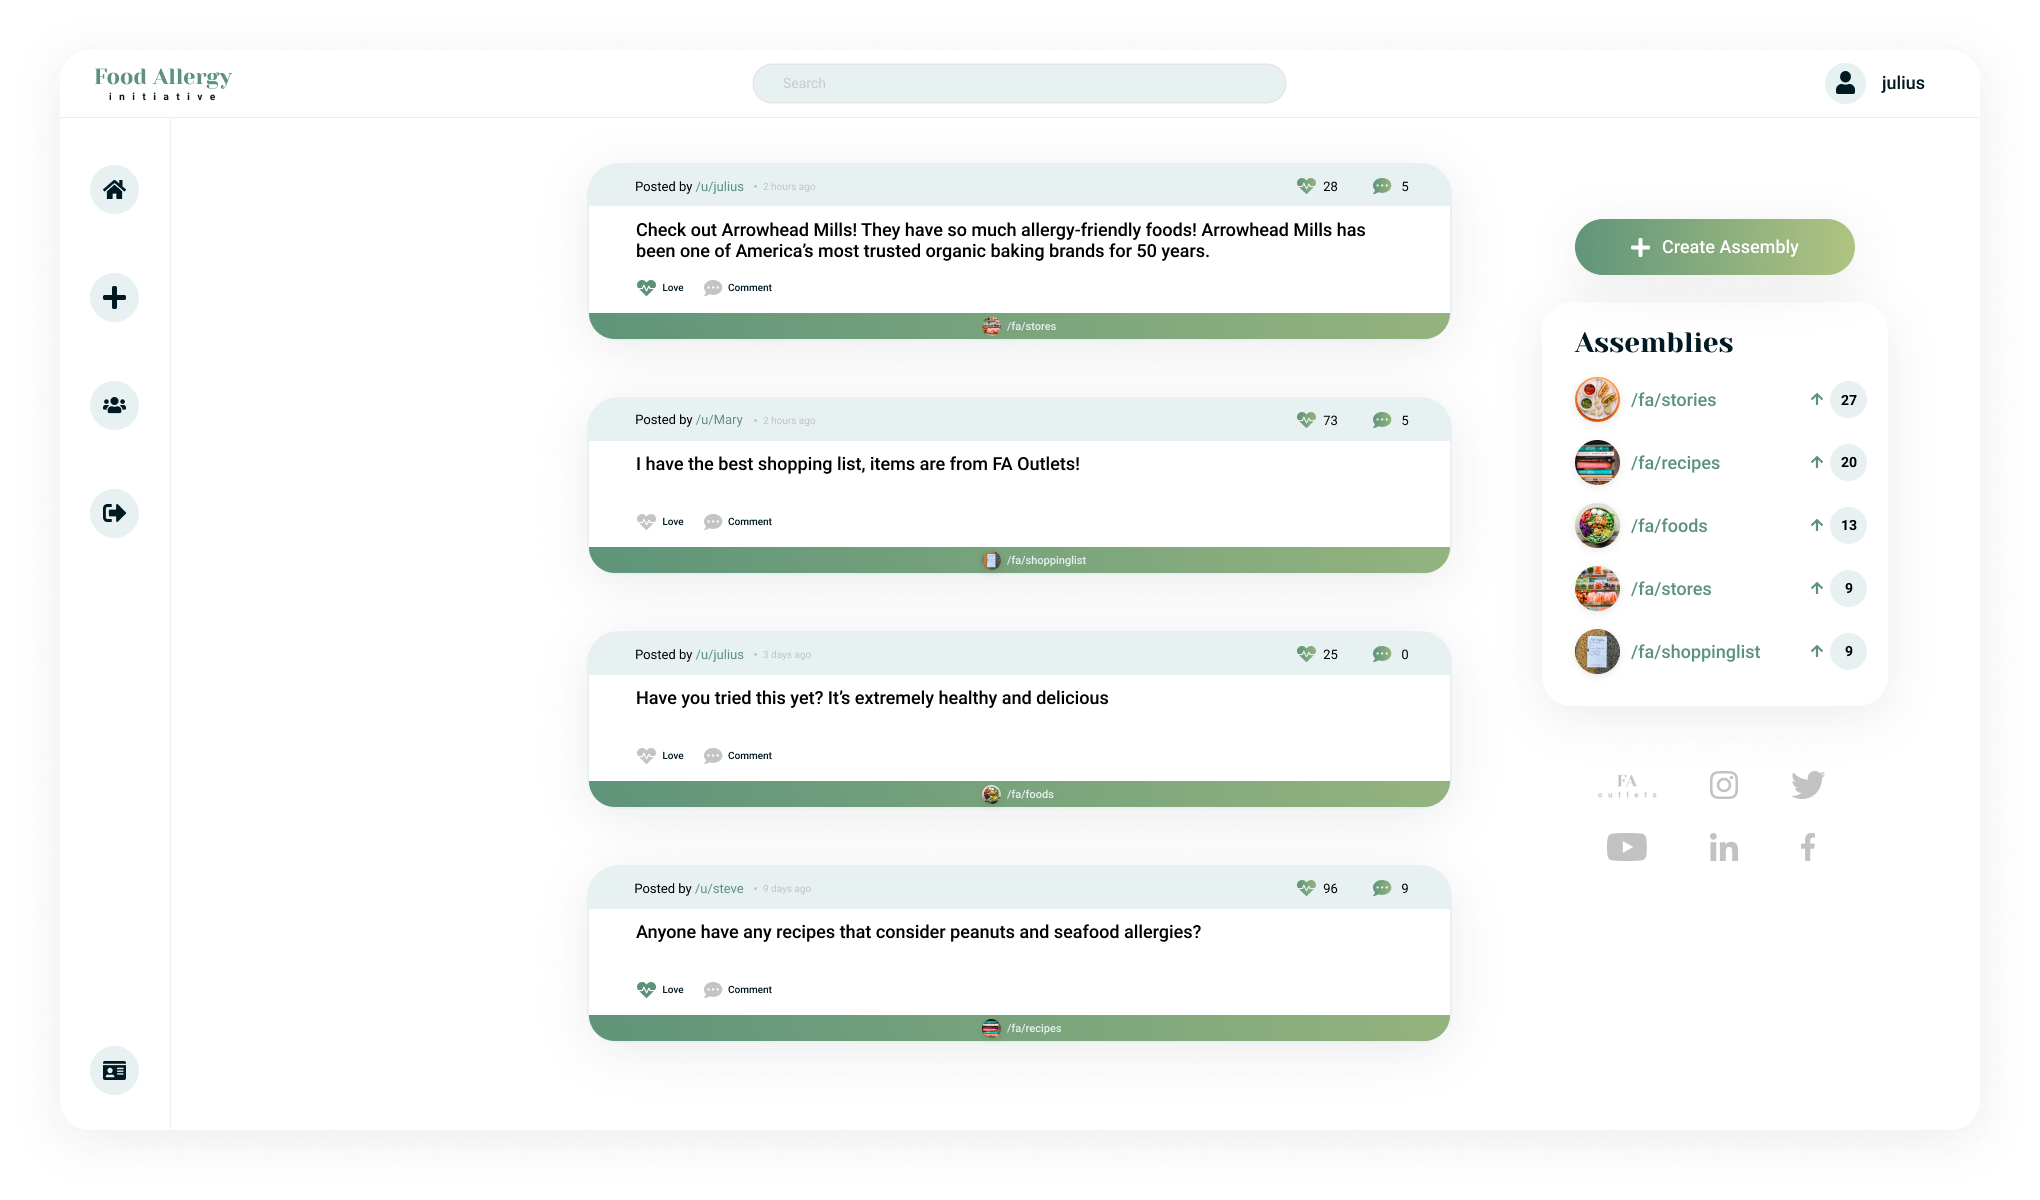 Food Allergy
initiative
Search
julius
Posted by /u/julius • 2 hours ago 28 5
Check out Arrowhead Mills! They have so much allergy-friendly foods! Arrowhead Mills has
been one of America’s most trusted organic baking brands for 50 years.
Love Comment
/fa/stores
Posted by /u/Mary • 2 hours ago 73 5
I have the best shopping list, items are from FA Outlets!
Love Comment
/fa/shoppinglist
Posted by /u/julius • 3 days ago 25 0
Have you tried this yet? It’s extremely healthy and delicious
Love Comment
/fa/foods
Posted by /u/steve • 9 days ago 96 9
Anyone have any recipes that consider peanuts and seafood allergies?
Love Comment
/fa/recipes
Create Assembly
Assemblies
/fa/stories 27
/fa/recipes 20
/fa/foods 13
/fa/stores 9
/fa/shoppinglist 9
FA
outlets